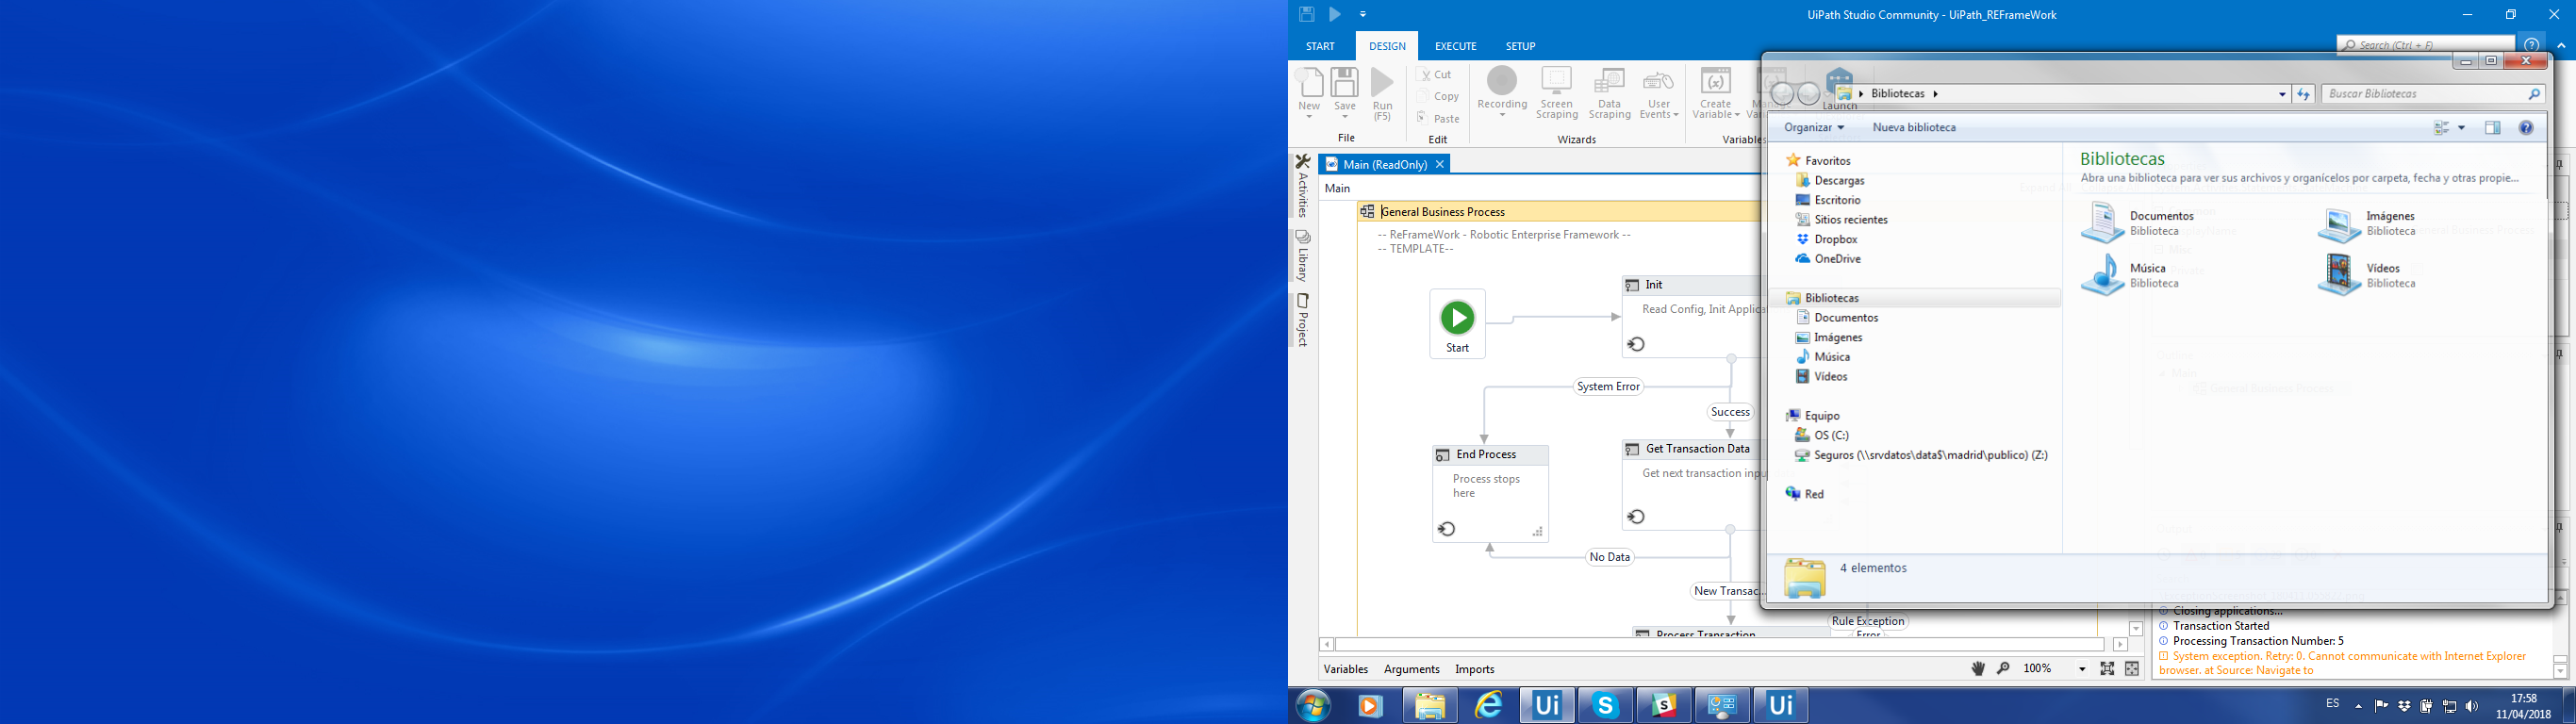 UiPath Studio Community - UiPath_REFrameWork
START
DESIGN
EXECUTE
SETUP
Search (Ctrl + F)
New
Save
Run
(F5)
File
Cut
Copy
Paste
Edit
Recording
Screen
Scraping
Data
Scraping
User
Events
Wizards
Create
Variable
Launch
Variables
Activities
Library
Project
Main (ReadOnly)
Main
General Business Process
-- ReFrameWork - Robotic Enterprise Framework --
-- TEMPLATE--
Start
Init
Read Config, Init Applica
System Error
Success
End Process
Process stops
here
Get Transaction Data
Get next transaction inpu
No Data
New Transac...
Process Transaction
Rule Exception
Error
Variables
Arguments
Imports
100%
Bibliotecas
Buscar Bibliotecas
Organizar
Nueva biblioteca
Favoritos
Descargas
Escritorio
Sitios recientes
Dropbox
OneDrive
Bibliotecas
Documentos
Imágenes
Música
Vídeos
Equipo
OS (C:)
Seguros (\\srvdatos\data$\madrid\publico) (Z:)
Red
Bibliotecas
Abra una biblioteca para ver sus archivos y organícelos por carpeta, fecha y otras propie...
Documentos
Biblioteca
Imágenes
Biblioteca
Música
Biblioteca
Vídeos
Biblioteca
4 elementos
Closing applications...
Transaction Started
Processing Transaction Number: 5
System exception. Retry: 0. Cannot communicate with Internet Explorer
browser. at Source: Navigate to
ES
17:58
11/04/2018